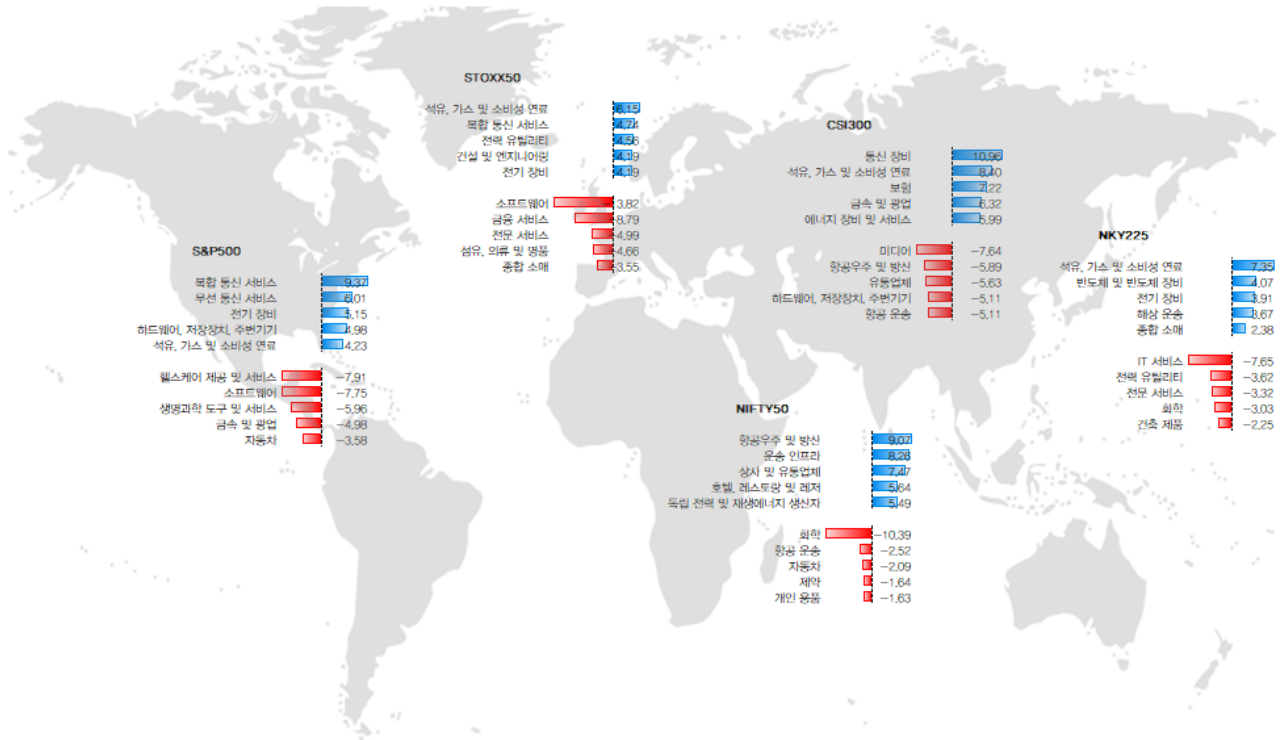 STOXX50
석유, 가스 및 소비성 연료 6.15
복합 통신 서비스 4.74
전력 유틸리티 4.56
건설 및 엔지니어링 4.19
전기 장비 4.19
소프트웨어 3.82
금융 서비스 8.79
전문 서비스 -4.99
섬유, 의류 및 명품 -4.66
종합 소매 3.55
CSI300
통신 장비 10.96
석유, 가스 및 소비성 연료 8.40
보험 7.22
금속 및 광업 6.32
에너지 장비 및 서비스 5.99
미디어 -7.64
항공우주 및 방산 -5.89
유통업체 -5.63
하드웨어, 저장장치, 주변기기 -5.11
항공 운송 -5.11
NKY225
석유, 가스 및 소비성 연료 7.35
반도체 및 반도체 장비 4.07
전기 장비 3.91
해상 운송 3.67
종합 소매 2.38
IT 서비스 -7.65
전력 유틸리티 -3.62
전문 서비스 -3.32
화학 -3.03
건축 제품 -2.25
S&P500
복합 통신 서비스 9.37
무선 통신 서비스 6.01
전기 장비 5.15
하드웨어, 저장장치, 주변기기 4.98
석유, 가스 및 소비성 연료 4.23
헬스케어 제공 및 서비스 -7.91
소프트웨어 -7.75
생명과학 도구 및 서비스 -5.96
금속 및 광업 -4.98
자동차 -3.58
NIFTY50
항공우주 및 방산 9.07
운송 인프라 8.26
상사 및 유통업체 7.47
호텔, 레스토랑 및 레저 5.64
독립 전력 및 재생에너지 생산자 5.49
화학 -10.39
항공 운송 -2.52
자동차 -2.09
제약 -1.64
개인 용품 -1.63